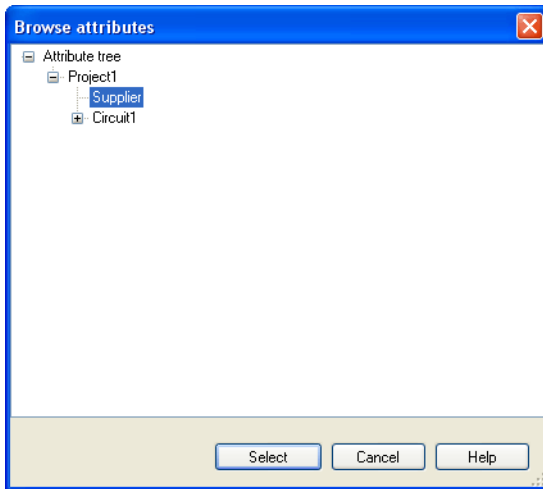 Browse attributes
Attribute tree
Project1
Supplier
Circuit1
Select Cancel Help